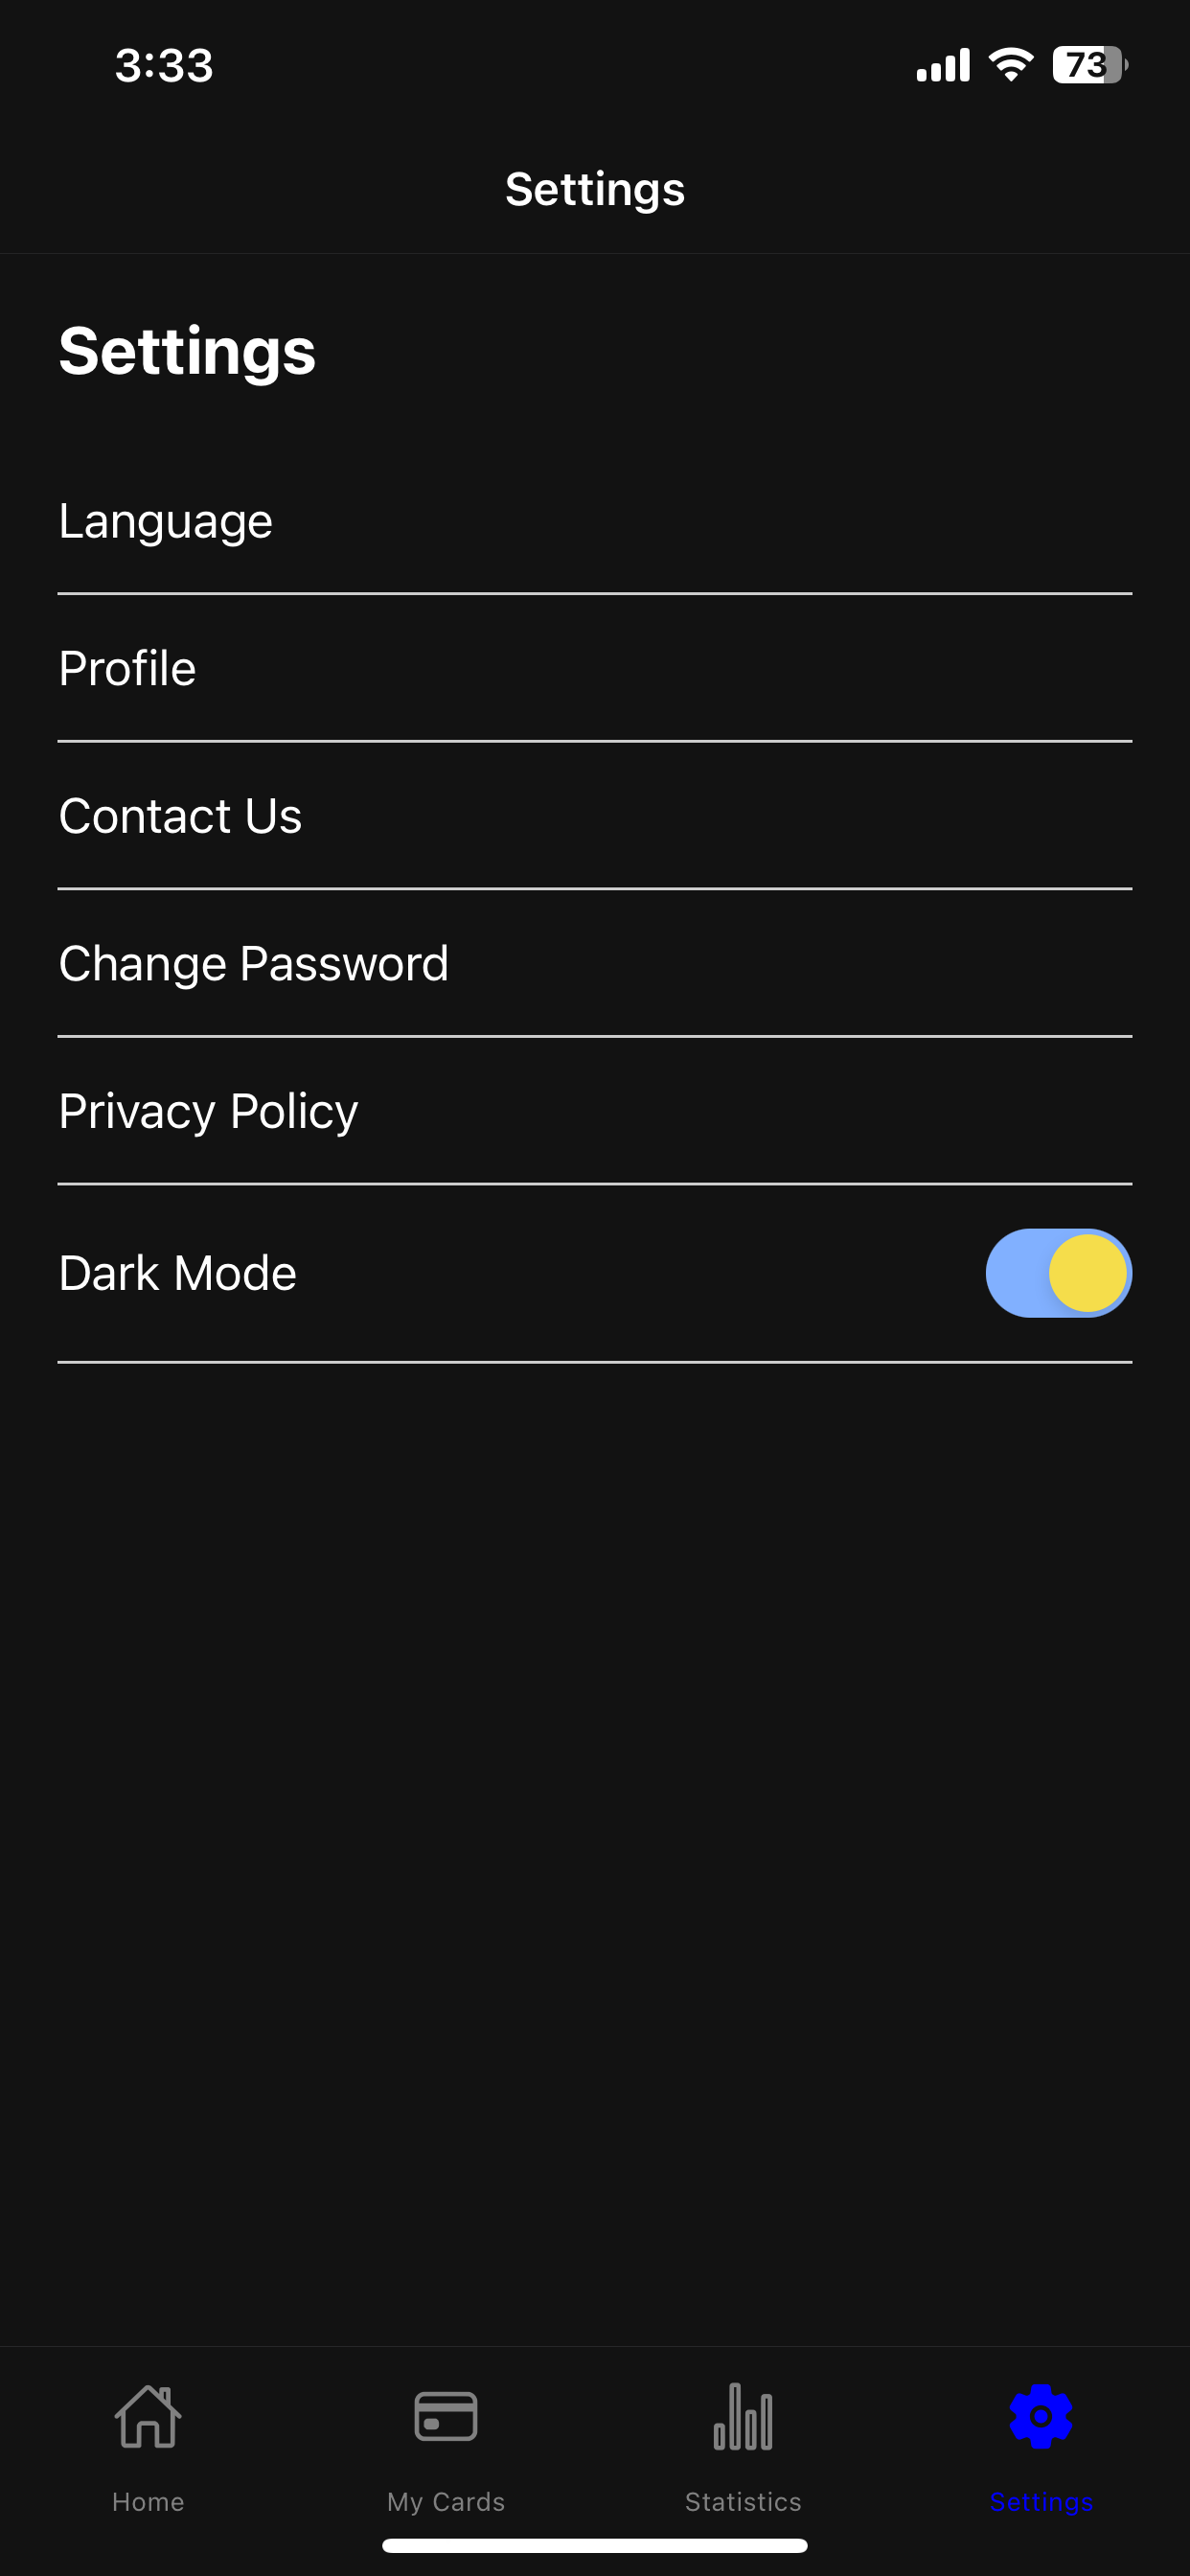 3:33
73
Settings
Settings
Language
Profile
Contact Us
Change Password
Privacy Policy
Dark Mode
Home
My Cards
Statistics
Settings